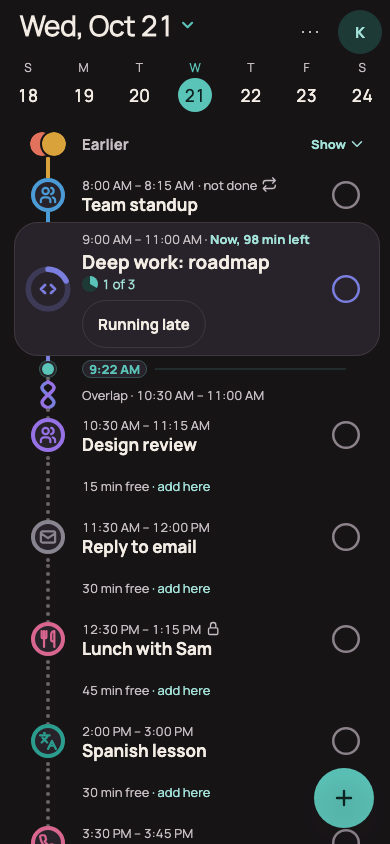 Wed, Oct 21
K
S M T W T F S
18 19 20 21 22 23 24
Earlier
Show
8:00 AM – 8:15 AM · not done
Team standup
9:00 AM – 11:00 AM · Now, 98 min left
Deep work: roadmap
1 of 3
Running late
9:22 AM
Overlap · 10:30 AM – 11:00 AM
10:30 AM – 11:15 AM
Design review
15 min free · add here
11:30 AM – 12:00 PM
Reply to email
30 min free · add here
12:30 PM – 1:15 PM
Lunch with Sam
45 min free · add here
2:00 PM – 3:00 PM
Spanish lesson
30 min free · add here
3:30 PM – 3:45 PM